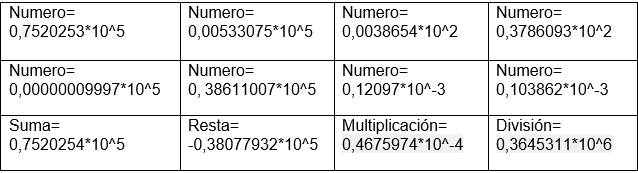 Numero=
0,7520253*10^5
Numero=
0,00533075*10^5
Numero=
0,0038654*10^2
Numero=
0,3786093*10^2
Numero=
0,00000009997*10^5
Numero=
0, 38611007*10^5
Numero=
0,12097*10^-3
Numero=
0,103862*10^-3
Suma=
0,7520254*10^5
Resta=
-0,38077932*10^5
Multiplicación=
0,4675974*10^-4
División=
0,3645311*10^6